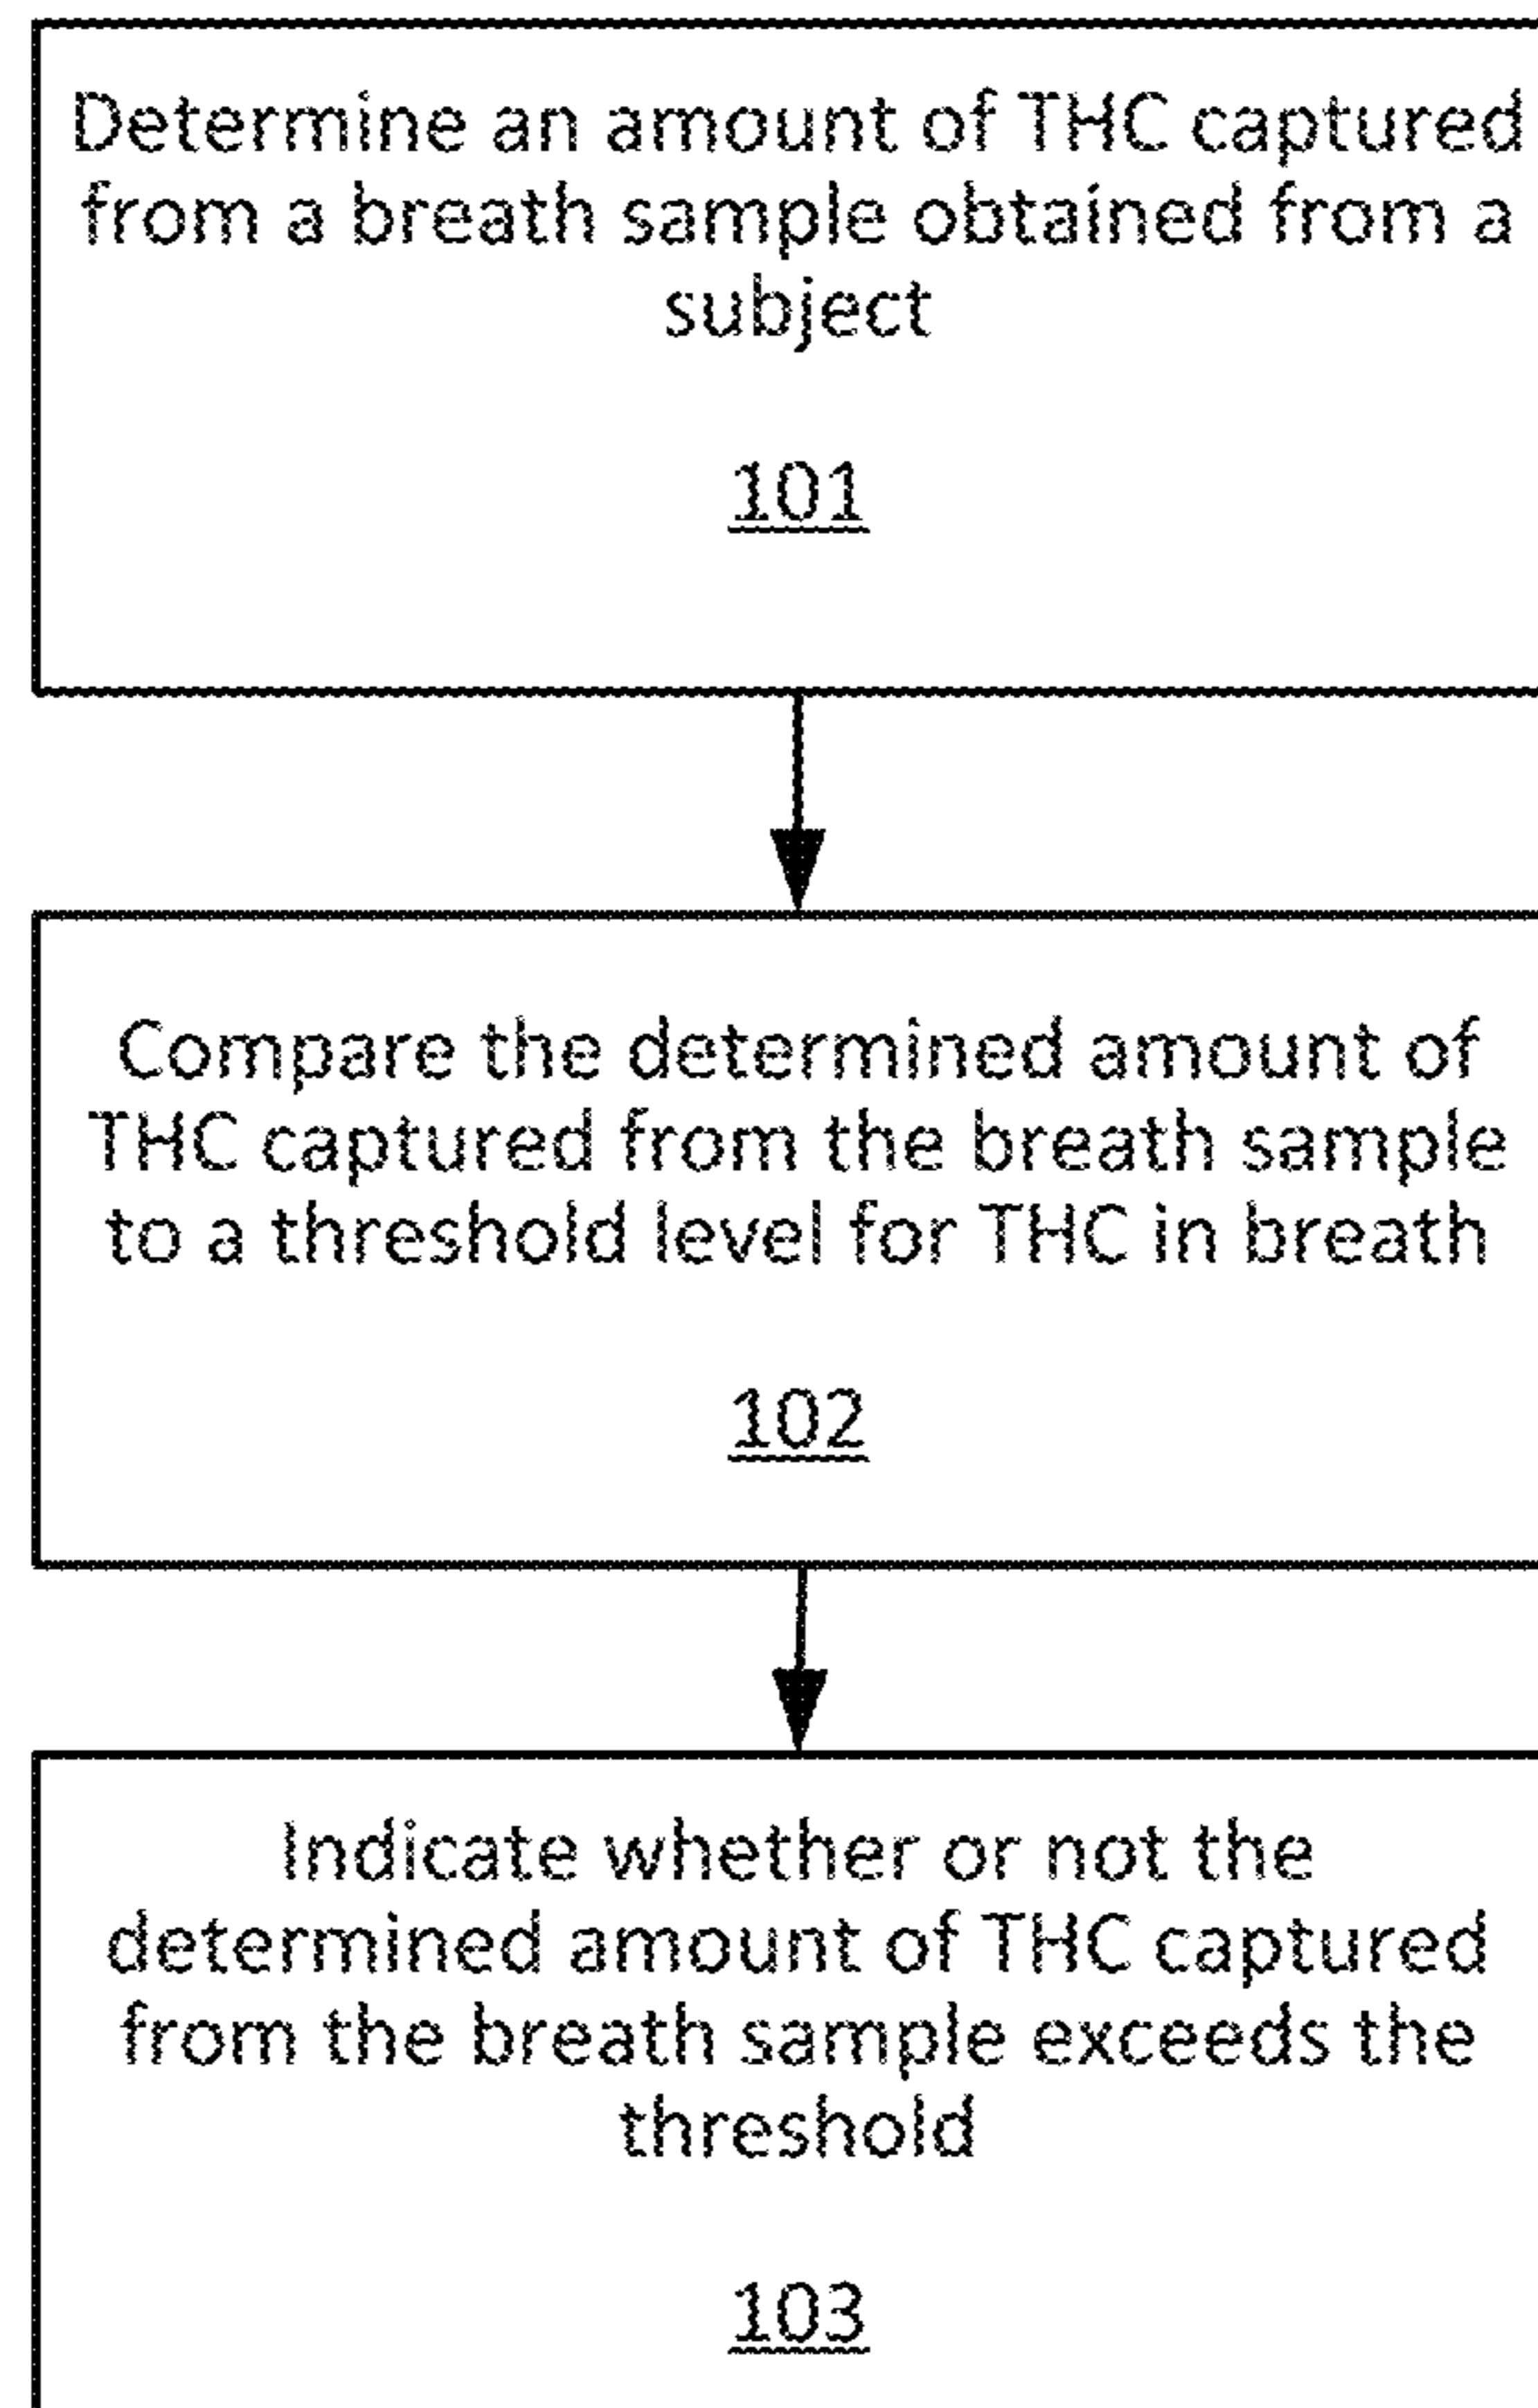 Determine an amount of THC captured
from a breath sample obtained from a
subject
101
Compare the determined amount of
THC captured from the breath sample
to a threshold level for THC in breath
102
Indicate whether or not the
determined amount of THC captured
from the breath sample exceeds the
threshold
103